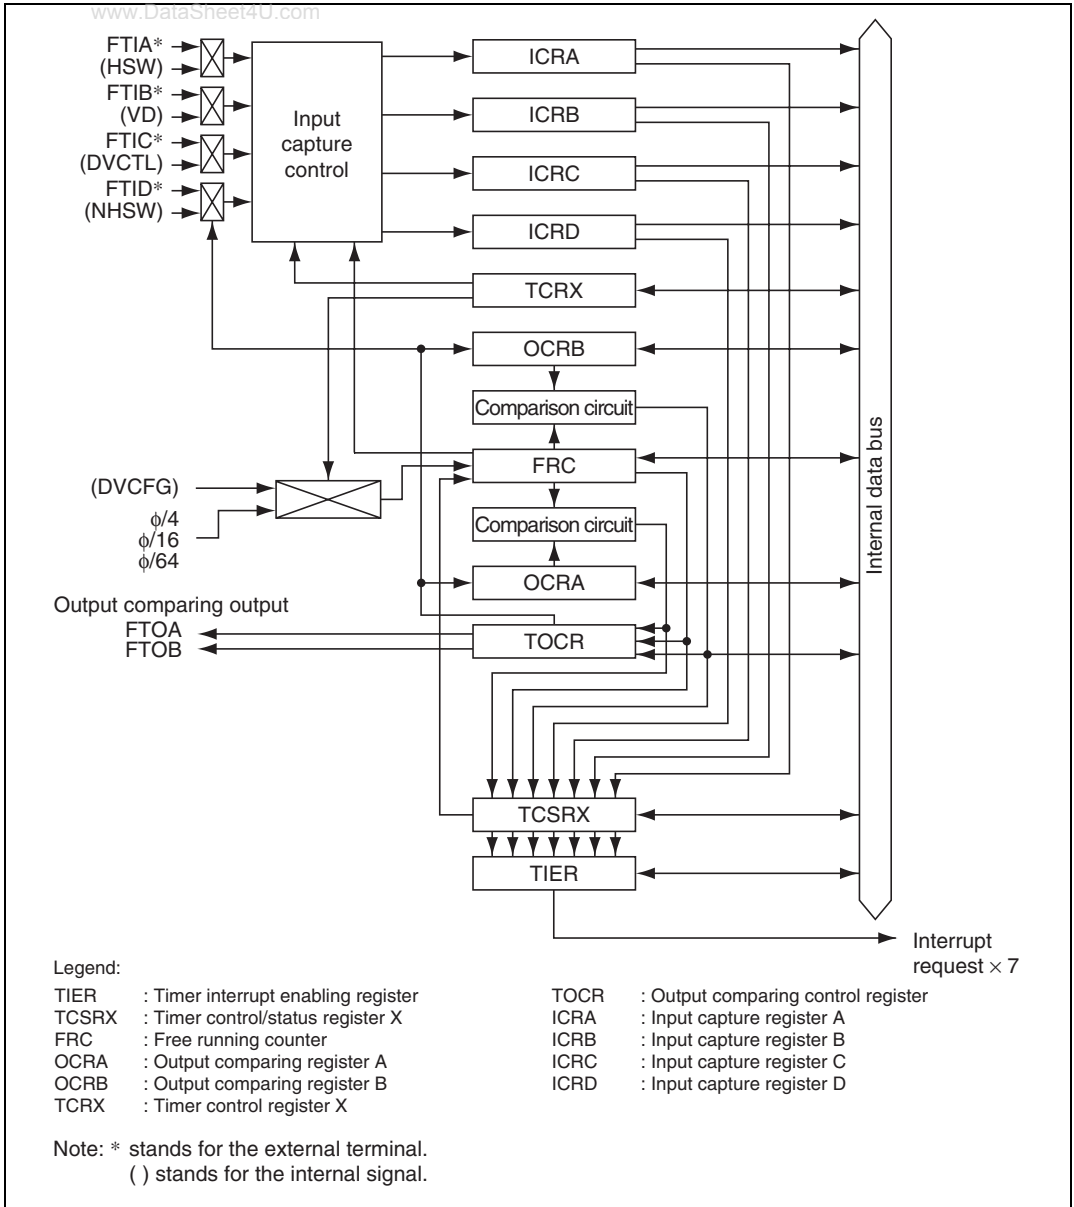 www.DataSheet4U.com
FTIA*
(HSW)
FTIB*
(VD)
FTIC*
(DVCTL)
FTID*
(NHSW)
Input
capture
control
ICRA
ICRB
ICRC
ICRD
TCRX
OCRB
Comparison circuit
FRC
Comparison circuit
OCRA
TOCR
TCSRX
TIER
Internal data bus
(DVCFG)
ϕ/4
ϕ/16
ϕ/64
Output comparing output
FTOA
FTOB
Interrupt
request × 7
Legend:
TIER : Timer interrupt enabling register
TCSRX : Timer control/status register X
FRC : Free running counter
OCRA : Output comparing register A
OCRB : Output comparing register B
TCRX : Timer control register X
TOCR : Output comparing control register
ICRA : Input capture register A
ICRB : Input capture register B
ICRC : Input capture register C
ICRD : Input capture register D
Note: * stands for the external terminal.
( ) stands for the internal signal.